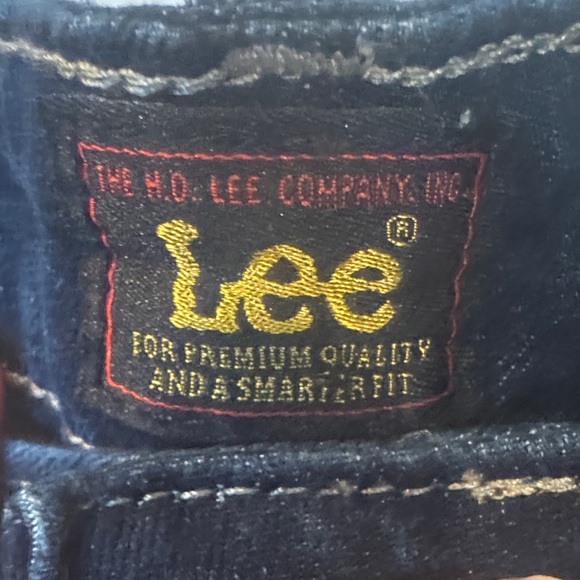 THE H.D. LEE COMPANY, INC.
Lee ®
FOR PREMIUM QUALITY
AND A SMARTER FIT